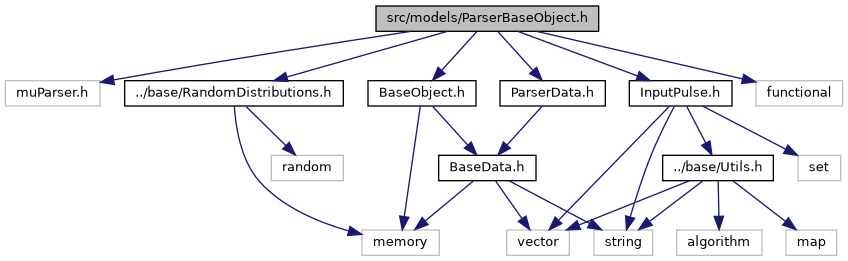 src/models/ParserBaseObject.h
muParser.h
../base/RandomDistributions.h
BaseObject.h
ParserData.h
InputPulse.h
functional
random
BaseData.h
../base/Utils.h
set
memory
vector
string
algorithm
map